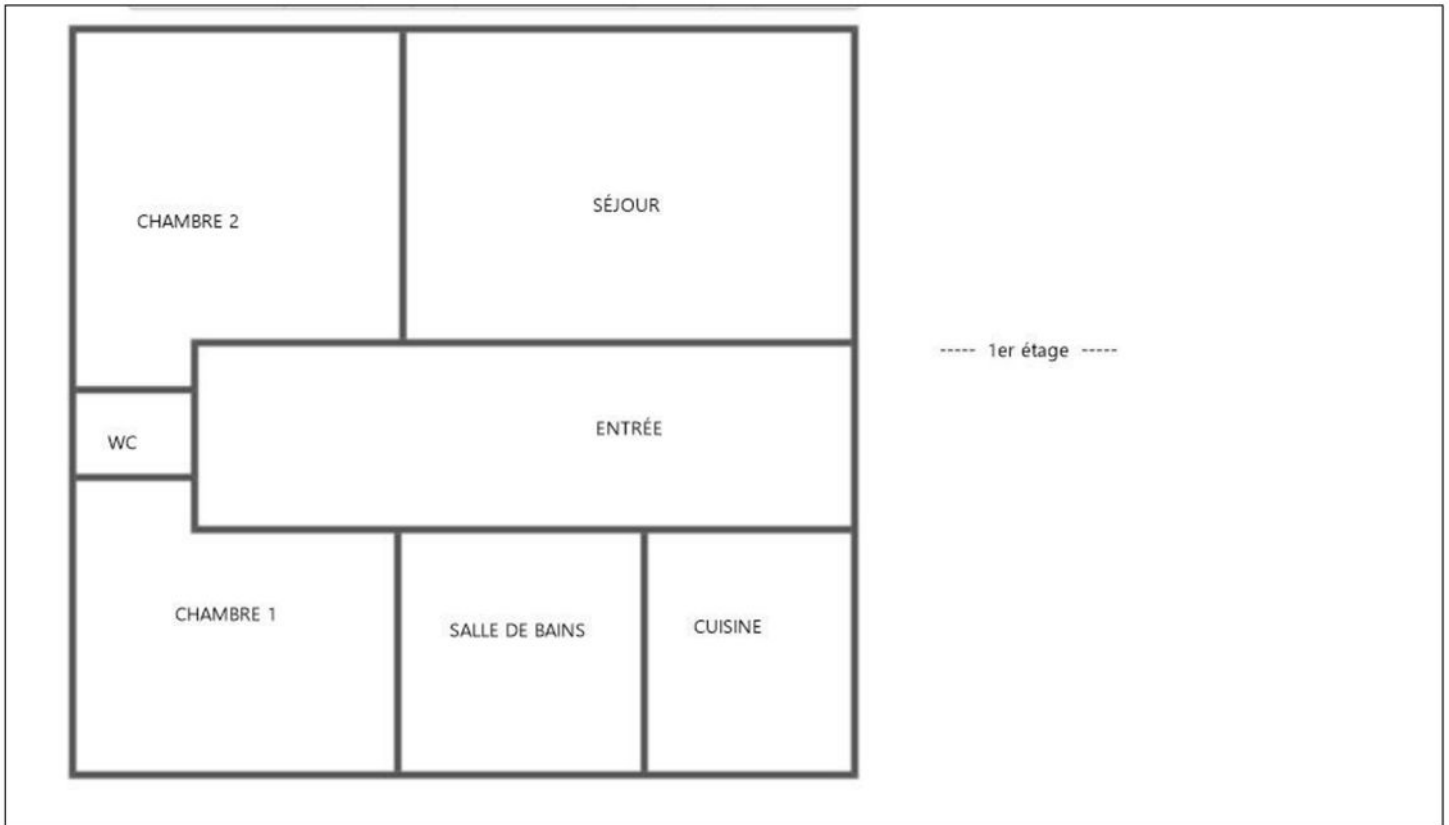 CHAMBRE 2
SÉJOUR
----- 1er étage -----
WC
ENTRÉE
CHAMBRE 1
SALLE DE BAINS
CUISINE